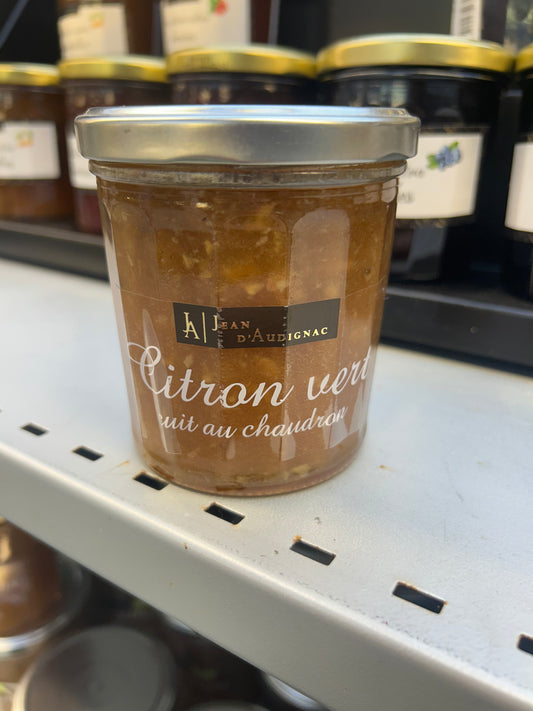 JA JEAN
D'AUDIGNAC
Citron vert
cuit au chaudron